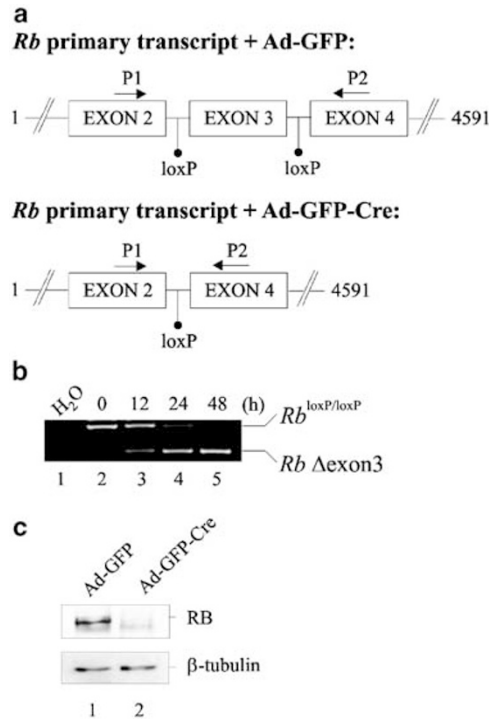 a
Rb primary transcript + Ad-GFP:
P1 P2
1 EXON 2 EXON 3 EXON 4 4591
loxP loxP
Rb primary transcript + Ad-GFP-Cre:
P1 P2
1 EXON 2 EXON 4 4591
loxP
b
H₂O 0 12 24 48 (h)
Rb loxP/loxP
Rb Δexon3
1 2 3 4 5
c
Ad-GFP Ad-GFP-Cre
RB
β-tubulin
1 2